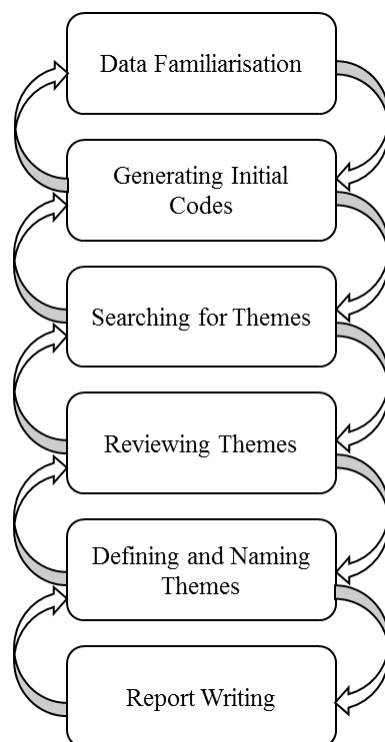 Data Familiarisation
Generating Initial
Codes
Searching for Themes
Reviewing Themes
Defining and Naming
Themes
Report Writing